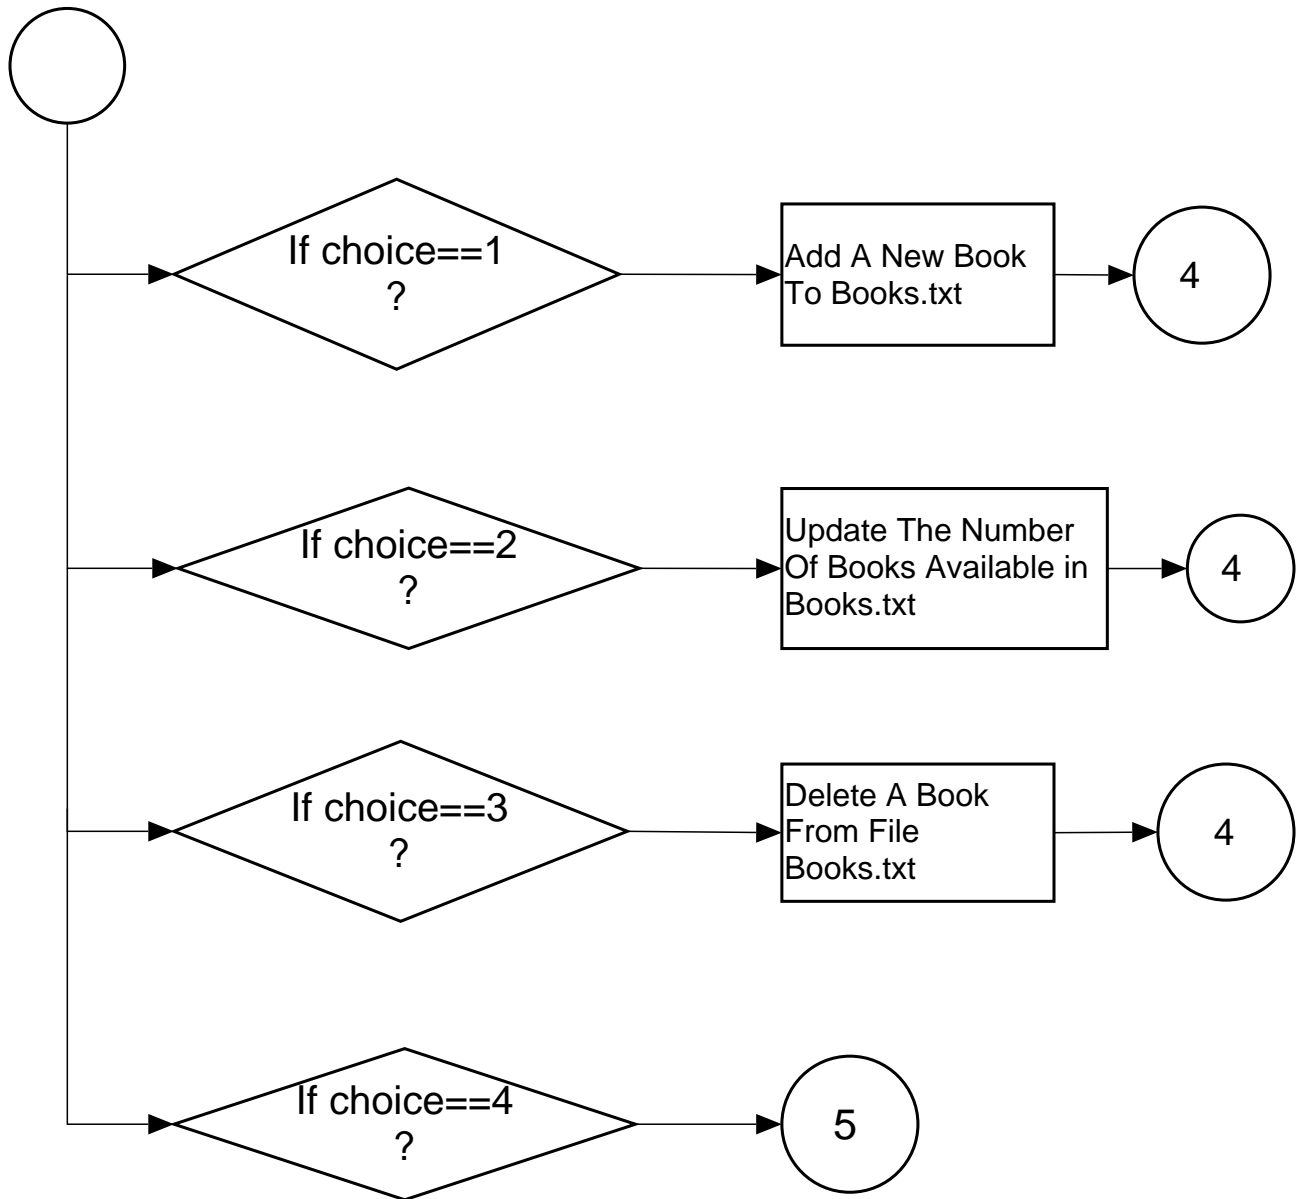 If choice==1
?
Add A New Book
To Books.txt
4
If choice==2
?
Update The Number
Of Books Available in
Books.txt
4
If choice==3
?
Delete A Book
From File
Books.txt
4
If choice==4
?
5